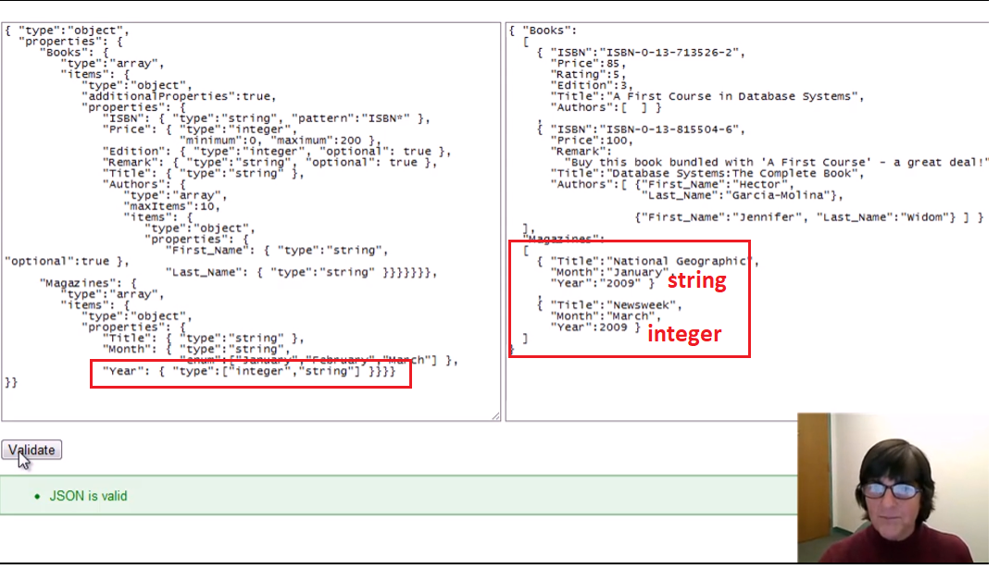 { "type":"object",
"properties": {
"Books": {
"type":"array",
"items": {
"type":"object",
"additionalProperties":true,
"properties": {
"ISBN": { "type":"string", "pattern":"ISBN*" },
"Price": { "type":"integer",
"minimum":0, "maximum":200 },
"Edition": { "type":"integer", "optional": true },
"Remark": { "type":"string", "optional": true },
"Title": { "type":"string" },
"Authors": {
"type":"array",
"maxItems":10,
"items": {
"type":"object",
"properties": {
"First_Name": { "type":"string",
"optional":true },
"Last_Name": { "type":"string" }}}}}}},
"Magazines": {
"type":"array",
"items": {
"type":"object",
"properties": {
"Title": { "type":"string" },
"Month": { "type":"string",
"enum":["January","February","March"] },
"Year": { "type":["integer","string"] }}}}
}}
{ "Books":
[
{ "ISBN":"ISBN-0-13-713526-2",
"Price":85,
"Rating":5,
"Edition":3,
"Title":"A First Course in Database Systems",
"Authors":[ ] }
,
{ "ISBN":"ISBN-0-13-815504-6",
"Price":100,
"Remark":
"Buy this book bundled with 'A First Course' - a great deal!"
"Title":"Database Systems:The Complete Book",
"Authors":[ {"First_Name":"Hector",
"Last_Name":"Garcia-Molina"},
{"First_Name":"Jennifer", "Last_Name":"Widom"} ] }
],
"Magazines":
[
{ "Title":"National Geographic",
"Month":"January",
"Year":"2009" } string
,
{ "Title":"Newsweek",
"Month":"March",
"Year":2009 } integer
]
}
Validate
JSON is valid